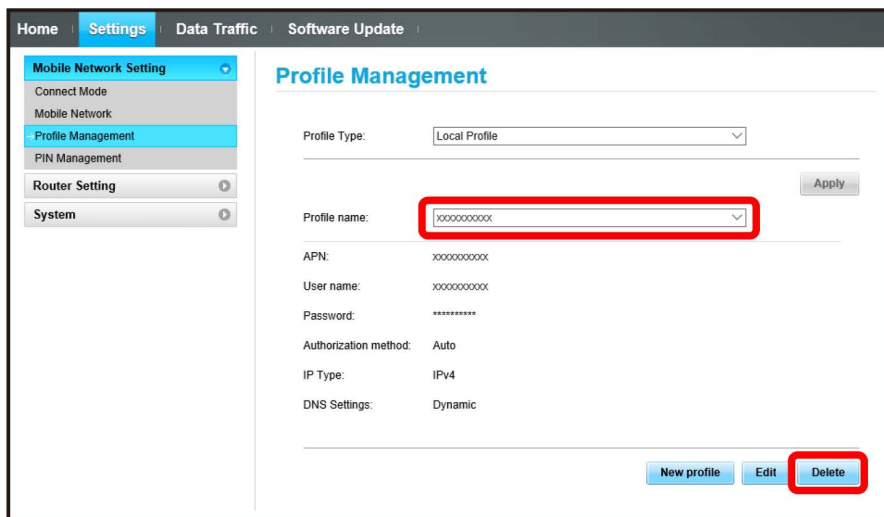 Home Settings Data Traffic Software Update
Mobile Network Setting
Connect Mode
Mobile Network
Profile Management
PIN Management
Router Setting
System
Profile Management
Profile Type: Local Profile
Apply
Profile name: xxxxxxxxxx
APN: xxxxxxxxxx
User name: xxxxxxxxxx
Password: **********
Authorization method: Auto
IP Type: IPv4
DNS Settings: Dynamic
New profile Edit Delete